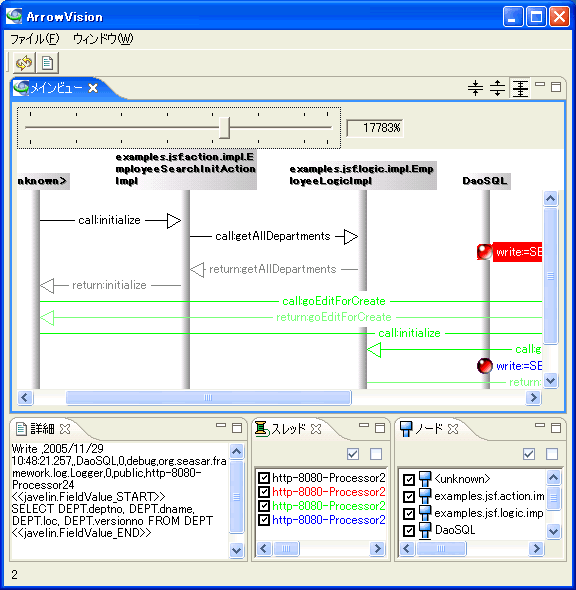 ArrowVision
ファイル(F) ウィンドウ(W)
メインビュー
17783%
nknown>
examples.jsf.action.impl.E
mployeeSearchInitAction
Impl
examples.jsf.logic.impl.Emp
loyeeLogicImpl
DaoSQL
call:initialize
call:getAllDepartments
write:=SE
return:getAllDepartments
return:initialize
call:goEditForCreate
return:goEditForCreate
call:initialize
call:g
write:=SE
return:
詳細
Write ,2005/11/29
10:48:21.257,,DaoSQL,0,debug,org.seasar.fra
mework.log.Logger,0,public,http-8080-
Processor24
<<javelin.FieldValue_START>>
SELECT DEPT.deptno, DEPT.dname,
DEPT.loc, DEPT.versionno FROM DEPT
<<javelin.FieldValue_END>>
スレッド
http-8080-Processor2
http-8080-Processor2
http-8080-Processor2
http-8080-Processor2
ノード
<unknown>
examples.jsf.action.im
examples.jsf.logic.imp
DaoSQL
2